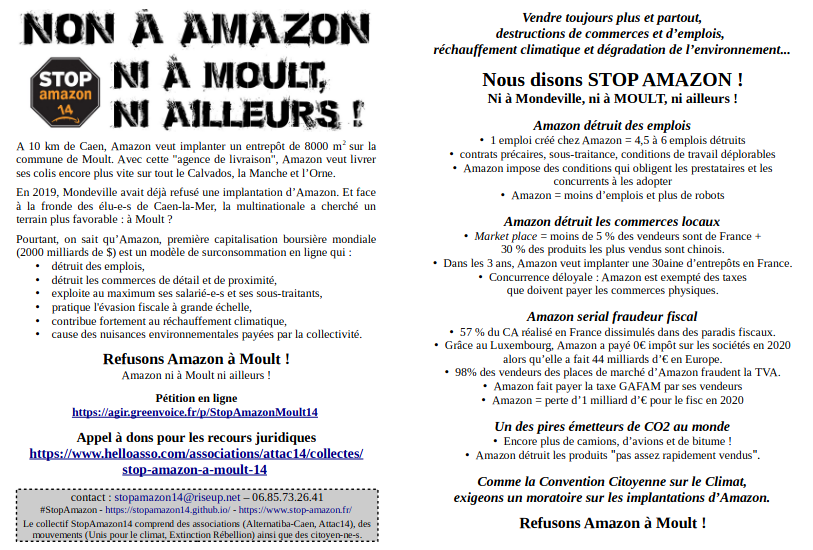 NON À AMAZON
STOP
amazon
14
NI À MOULT,
NI AILLEURS !
A 10 km de Caen, Amazon veut implanter un entrepôt de 8000 m² sur la
commune de Moult. Avec cette "agence de livraison", Amazon veut livrer
ses colis encore plus vite sur tout le Calvados, la Manche et l'Orne.
En 2019, Mondeville avait déjà refusé une implantation d'Amazon. Et face
à la fronde des élu-e-s de Caen-la-Mer, la multinationale a cherché un
terrain plus favorable : à Moult ?
Pourtant, on sait qu'Amazon, première capitalisation boursière mondiale
(2000 milliards de $) est un modèle de surconsommation en ligne qui :
• détruit des emplois,
• détruit les commerces de détail et de proximité,
• exploite au maximum ses salarié-e-s et ses sous-traitants,
• pratique l'évasion fiscale à grande échelle,
• contribue fortement au réchauffement climatique,
• cause des nuisances environnementales payées par la collectivité.
Refusons Amazon à Moult !
Amazon ni à Moult ni ailleurs !
Pétition en ligne
https://agir.greenvoice.fr/p/StopAmazonMoult14
Appel à dons pour les recours juridiques
https://www.helloasso.com/associations/attac14/collectes/
stop-amazon-a-moult-14
contact : stopamazon14@riseup.net – 06.85.73.26.41
#StopAmazon - https://stopamazon14.github.io/ - https://www.stop-amazon.fr/
Le collectif StopAmazon14 comprend des associations (Alternatiba-Caen, Attac14), des
mouvements (Unis pour le climat, Extinction Rébellion) ainsi que des citoyen-ne-s.
Vendre toujours plus et partout,
destructions de commerces et d'emplois,
réchauffement climatique et dégradation de l'environnement...
Nous disons STOP AMAZON !
Ni à Mondeville, ni à MOULT, ni ailleurs !
Amazon détruit des emplois
• 1 emploi créé chez Amazon = 4,5 à 6 emplois détruits
• contrats précaires, sous-traitance, conditions de travail déplorables
• Amazon impose des conditions qui obligent les prestataires et les
concurrents à les adopter
• Amazon = moins d'emplois et plus de robots
Amazon détruit les commerces locaux
• Market place = moins de 5 % des vendeurs sont de France +
30 % des produits les plus vendus sont chinois.
• Dans les 3 ans, Amazon veut implanter une 30aine d'entrepôts en France.
• Concurrence déloyale : Amazon est exempté des taxes
que doivent payer les commerces physiques.
Amazon serial fraudeur fiscal
• 57 % du CA réalisé en France dissimulés dans des paradis fiscaux.
• Grâce au Luxembourg, Amazon a payé 0€ impôt sur les sociétés en 2020
alors qu'elle a fait 44 milliards d'€ en Europe.
• 98% des vendeurs des places de marché d'Amazon fraudent la TVA.
• Amazon fait payer la taxe GAFAM par ses vendeurs
• Amazon = perte d'1 milliard d'€ pour le fisc en 2020
Un des pires émetteurs de CO2 au monde
• Encore plus de camions, d'avions et de bitume !
• Amazon détruit les produits "pas assez rapidement vendus".
Comme la Convention Citoyenne sur le Climat,
exigeons un moratoire sur les implantations d'Amazon.
Refusons Amazon à Moult !